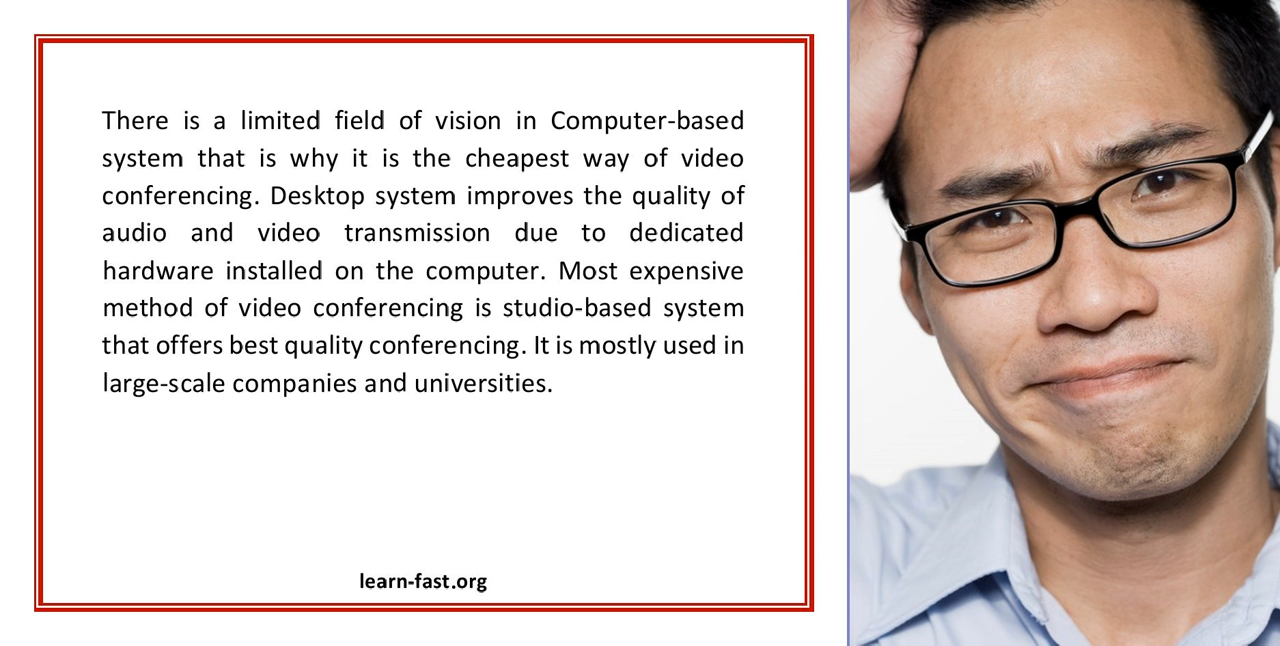 There is a limited field of vision in Computer-based
system that is why it is the cheapest way of video
conferencing. Desktop system improves the quality of
audio and video transmission due to dedicated
hardware installed on the computer. Most expensive
method of video conferencing is studio-based system
that offers best quality conferencing. It is mostly used in
large-scale companies and universities.
learn-fast.org